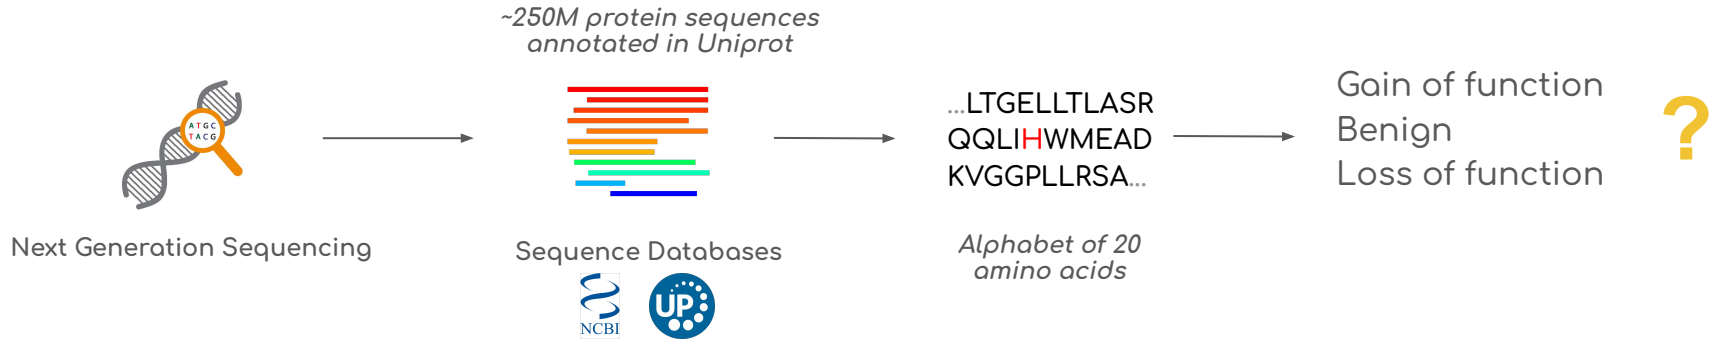 ~250M protein sequences
annotated in Uniprot
ATGC
TACG
Next Generation Sequencing
Sequence Databases
NCBI
UP
...LTGELLTLASR
QQLIHWMEAD
KVGGPLLRSA...
Alphabet of 20
amino acids
Gain of function
Benign
Loss of function
?